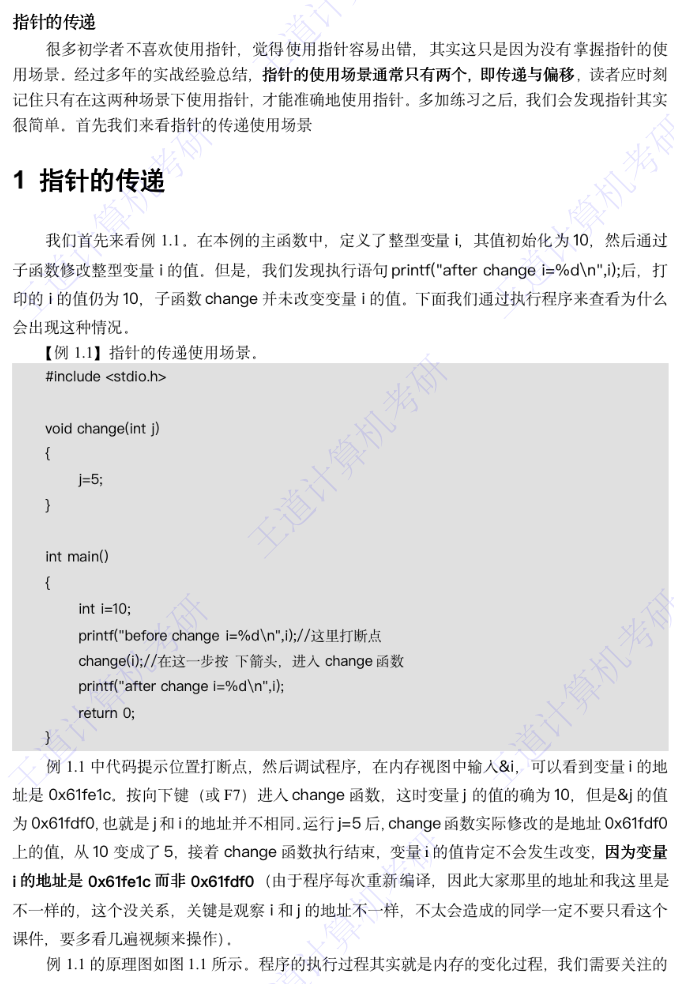 指针的传递
很多初学者不喜欢使用指针，觉得使用指针容易出错，其实这只是因为没有掌握指针的使
用场景。经过多年的实战经验总结，指针的使用场景通常只有两个，即传递与偏移，读者应时刻
记住只有在这两种场景下使用指针，才能准确地使用指针。多加练习之后，我们会发现指针其实
很简单。首先我们来看指针的传递使用场景
1 指针的传递
我们首先来看例 1.1。在本例的主函数中，定义了整型变量 i，其值初始化为 10，然后通过
子函数修改整型变量 i 的值。但是，我们发现执行语句 printf("after change i=%d\n",i);后，打
印的 i 的值仍为 10，子函数 change 并未改变变量 i 的值。下面我们通过执行程序来查看为什么
会出现这种情况。
【例 1.1】指针的传递使用场景。
#include <stdio.h>
void change(int j)
{
j=5;
}
int main()
{
int i=10;
printf("before change i=%d\n",i);//这里打断点
change(i);//在这一步按 下箭头，进入 change 函数
printf("after change i=%d\n",i);
return 0;
}
例 1.1 中代码提示位置打断点，然后调试程序，在内存视图中输入&i，可以看到变量 i 的地
址是 0x61fe1c。按向下键（或 F7）进入 change 函数，这时变量 j 的值的确为 10，但是&j 的值
为 0x61fdf0，也就是 j 和 i 的地址并不相同。运行 j=5 后，change 函数实际修改的是地址 0x61fdf0
上的值，从 10 变成了 5，接着 change 函数执行结束，变量 i 的值肯定不会发生改变，因为变量
i 的地址是 0x61fe1c 而非 0x61fdf0（由于程序每次重新编译，因此大家那里的地址和我这里是
不一样的，这个没关系，关键是观察 i 和 j 的地址不一样，不太会造成的同学一定不要只看这个
课件，要多看几遍视频来操作）。
例 1.1 的原理图如图 1.1 所示。程序的执行过程其实就是内存的变化过程，我们需要关注的
王道计算机考研
王道计算机考研
王道计算机考研
王道计算机考研
王道计算机考研